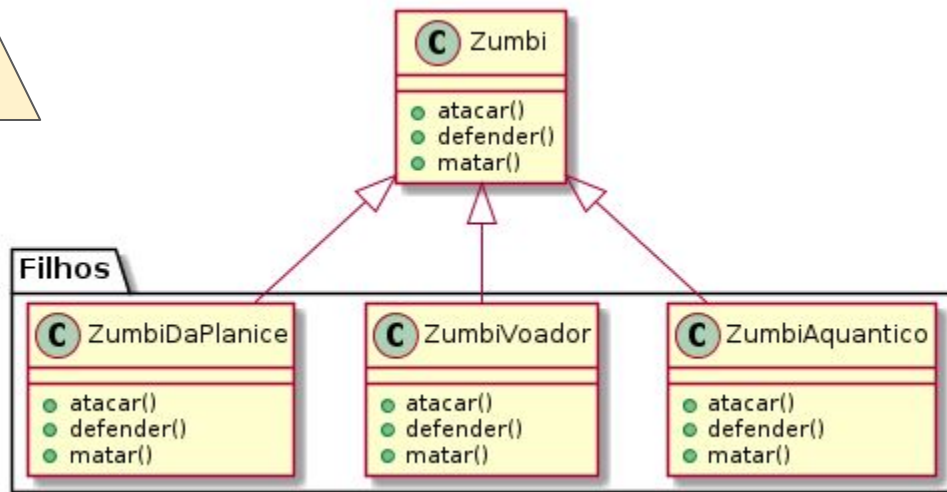 C Zumbi
atacar()
defender()
matar()
Filhos
C ZumbiDaPlanice
atacar()
defender()
matar()
C ZumbiVoador
atacar()
defender()
matar()
C ZumbiAquantico
atacar()
defender()
matar()